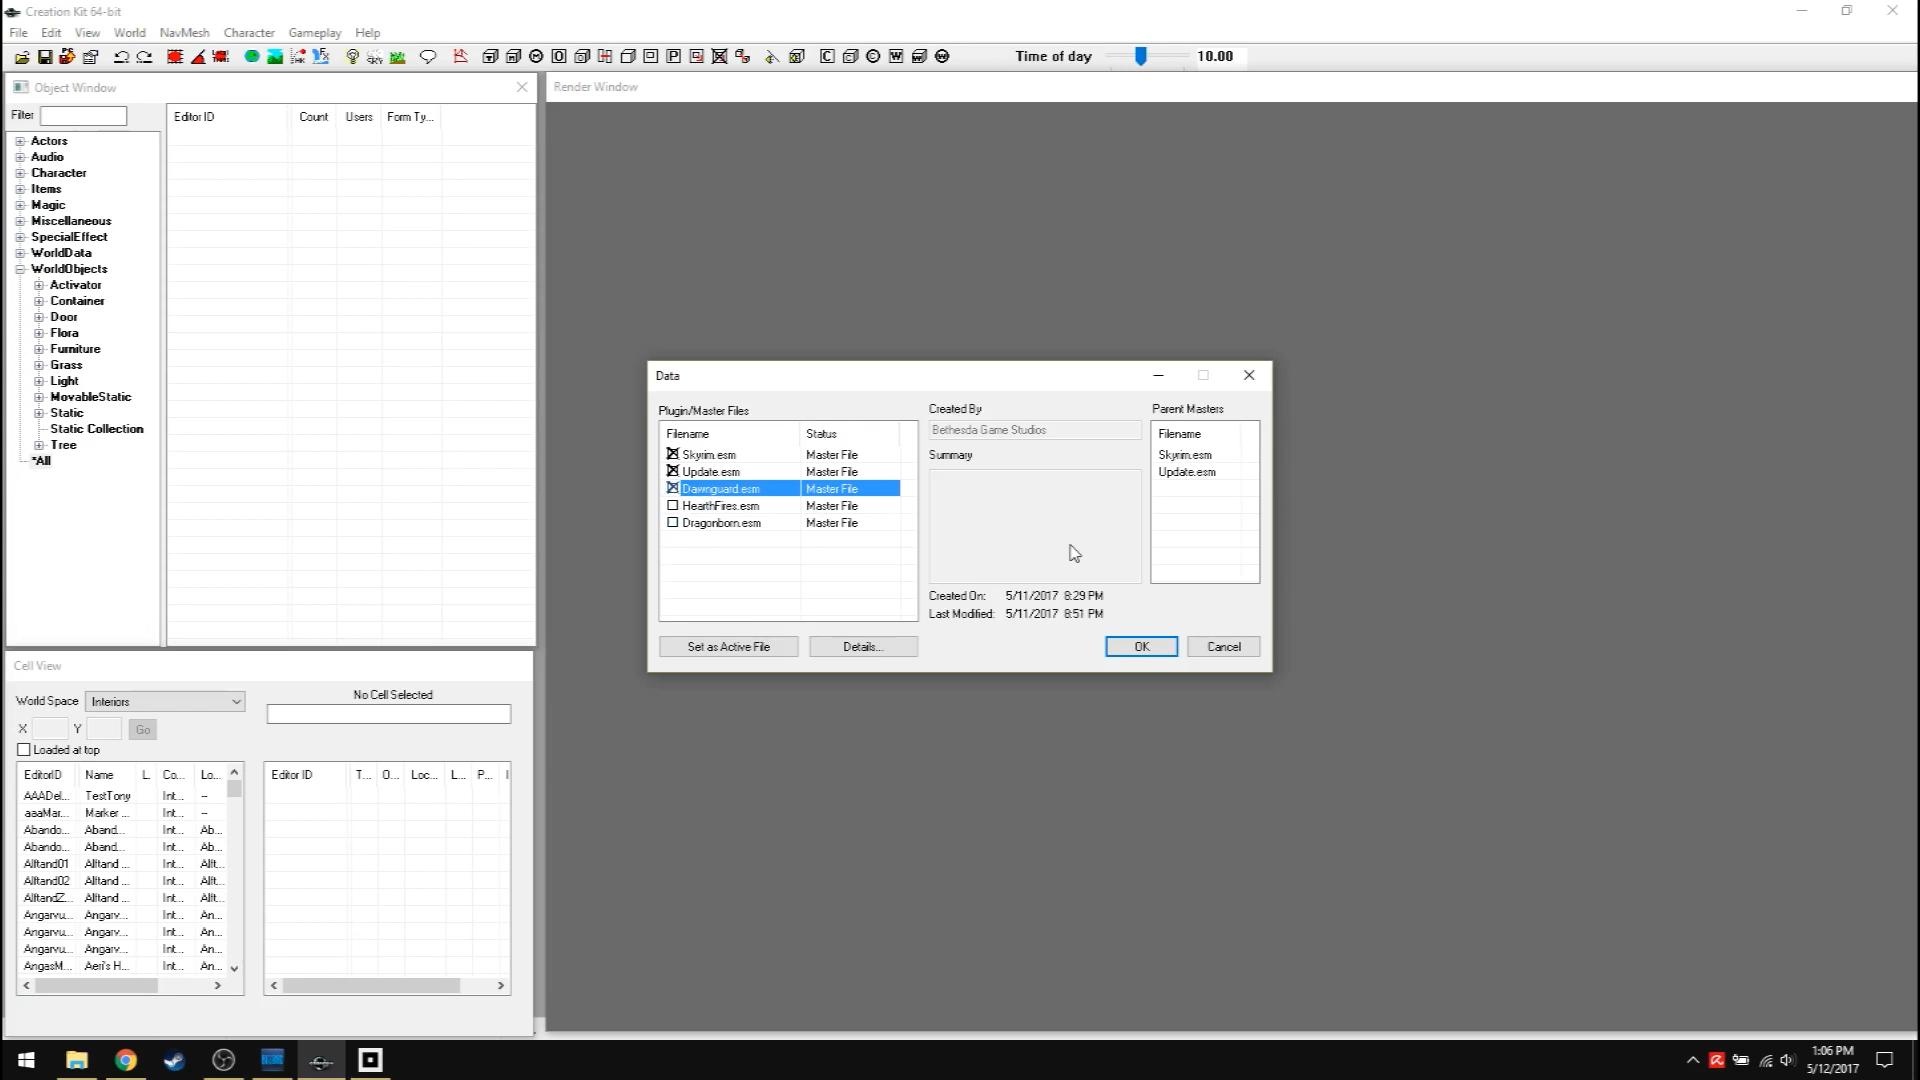 Creation Kit 64-bit
File Edit View World NavMesh Character Gameplay Help
Time of day 10.00
Object Window
Render Window
Filter
Editor ID Count Users Form Ty...
Actors
Audio
Character
Items
Magic
Miscellaneous
SpecialEffect
WorldData
WorldObjects
Activator
Container
Door
Flora
Furniture
Grass
Light
MovableStatic
Static
Static Collection
Tree
*All
Data
Plugin/Master Files
Created By
Parent Masters
Filename Status
Bethesda Game Studios
Filename
Skyrim.esm Master File
Summary
Skyrim.esm
Update.esm Master File
Update.esm
Dawnguard.esm Master File
HearthFires.esm Master File
Dragonborn.esm Master File
Created On: 5/11/2017 8:29 PM
Last Modified: 5/11/2017 8:51 PM
Set as Active File
Details...
OK
Cancel
Cell View
World Space Interiors
No Cell Selected
X Y Go
Loaded at top
EditorID Name L. Co... Lo...
Editor ID T... O... Loc... L... P... I
AAADel... TestTony Int... --
aaaMar... Marker ... Int... --
Abando... Aband... Int... Ab...
Abando... Aband... Int... Ab...
Alftand01 Alftand ... Int... Alft...
Alftand02 Alftand ... Int... Alft...
AlftandZ... Alftand ... Int... Alft...
Angarvu... Angarv... Int... An...
Angarvu... Angarv... Int... An...
Angarvu... Angarv... Int... An...
AngasM... Aeri's H... Int... An...
1:06 PM
5/12/2017